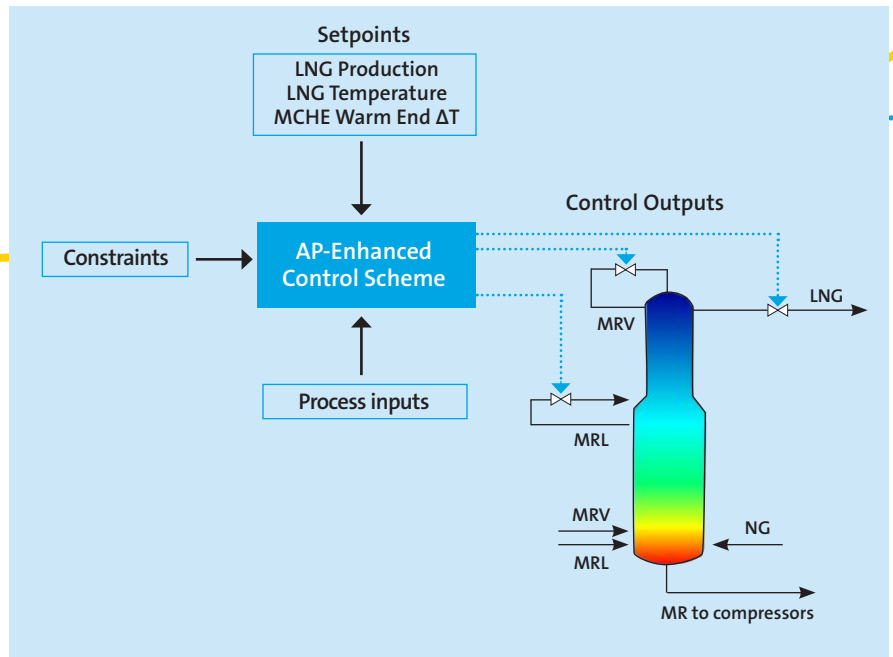 Setpoints
LNG Production
LNG Temperature
MCHE Warm End ΔT
Control Outputs
Constraints
AP-Enhanced
Control Scheme
LNG
MRV
Process inputs
MRL
MRV
NG
MRL
MR to compressors